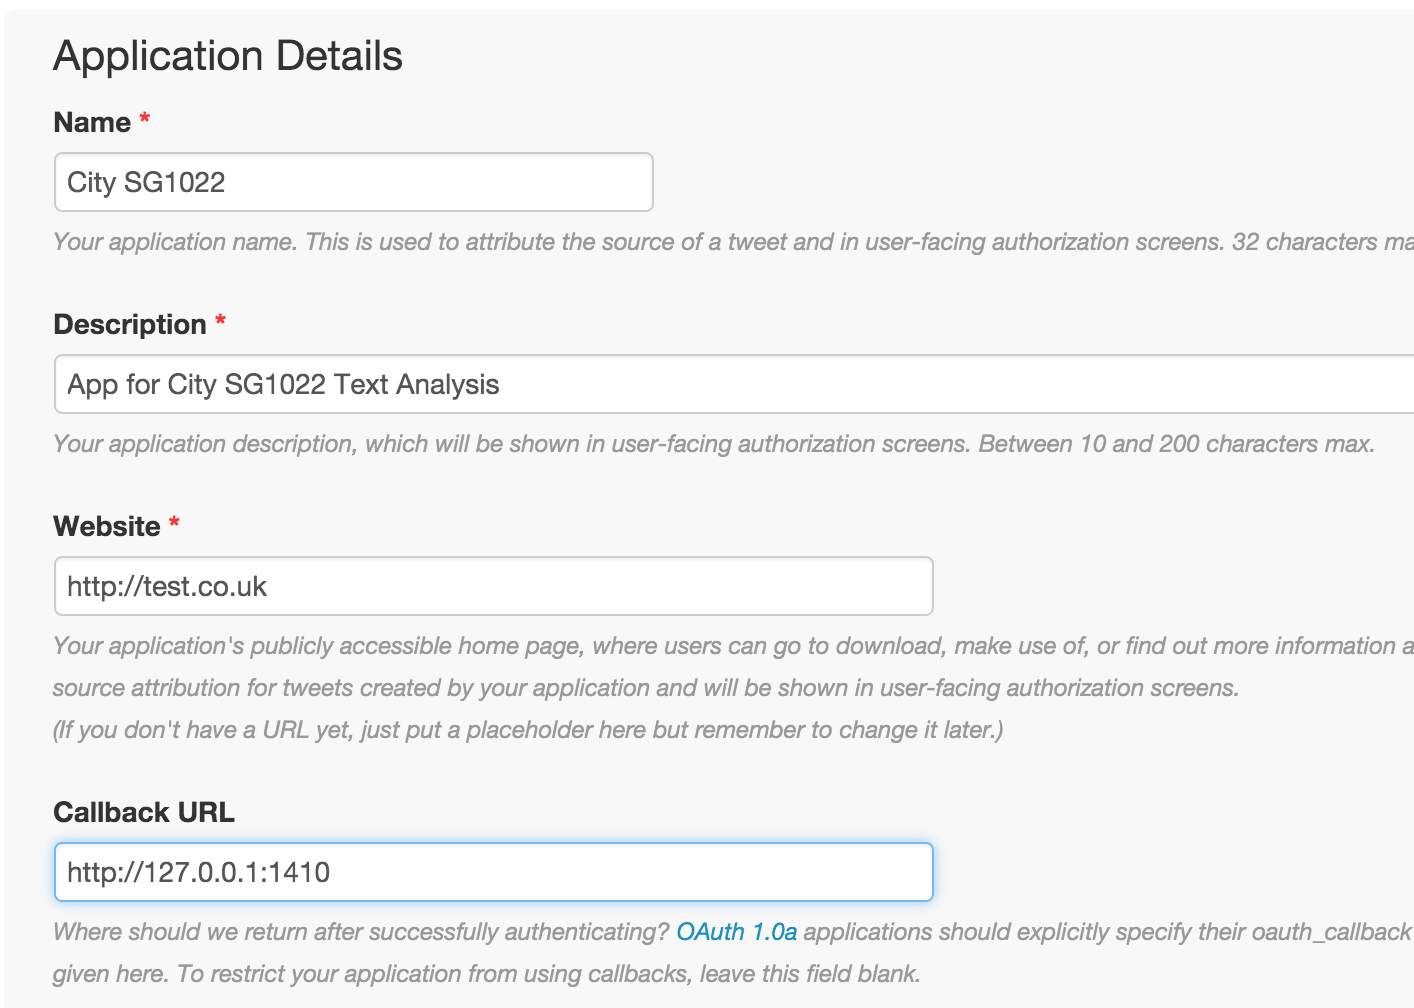 Application Details
Name *
City SG1022
Your application name. This is used to attribute the source of a tweet and in user-facing authorization screens. 32 characters ma
Description *
App for City SG1022 Text Analysis
Your application description, which will be shown in user-facing authorization screens. Between 10 and 200 characters max.
Website *
http://test.co.uk
Your application's publicly accessible home page, where users can go to download, make use of, or find out more information a
source attribution for tweets created by your application and will be shown in user-facing authorization screens.
(If you don't have a URL yet, just put a placeholder here but remember to change it later.)
Callback URL
http://127.0.0.1:1410
Where should we return after successfully authenticating? OAuth 1.0a applications should explicitly specify their oauth_callback
given here. To restrict your application from using callbacks, leave this field blank.